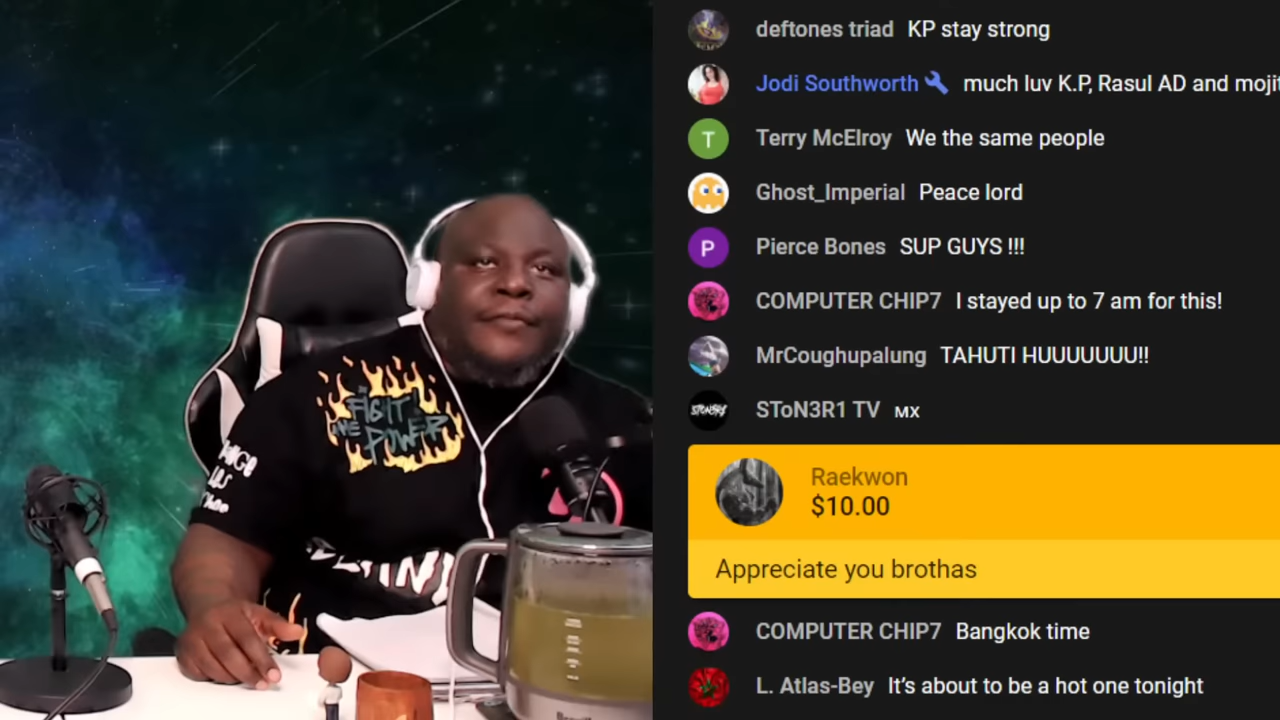 deftones triad KP stay strong
Jodi Southworth much luv K.P, Rasul AD and moji
Terry McElroy We the same people
T
Ghost_Imperial Peace lord
Pierce Bones SUP GUYS !!!
P
COMPUTER CHIP7 I stayed up to 7 am for this!
MrCoughupalung TAHUTI HUUUUUUU!!
SToN3R1 TV мx
Raekwon
$10.00
Appreciate you brothas
COMPUTER CHIP7 Bangkok time
L. Atlas-Bey It's about to be a hot one tonight
FIGHT
THE
POWER